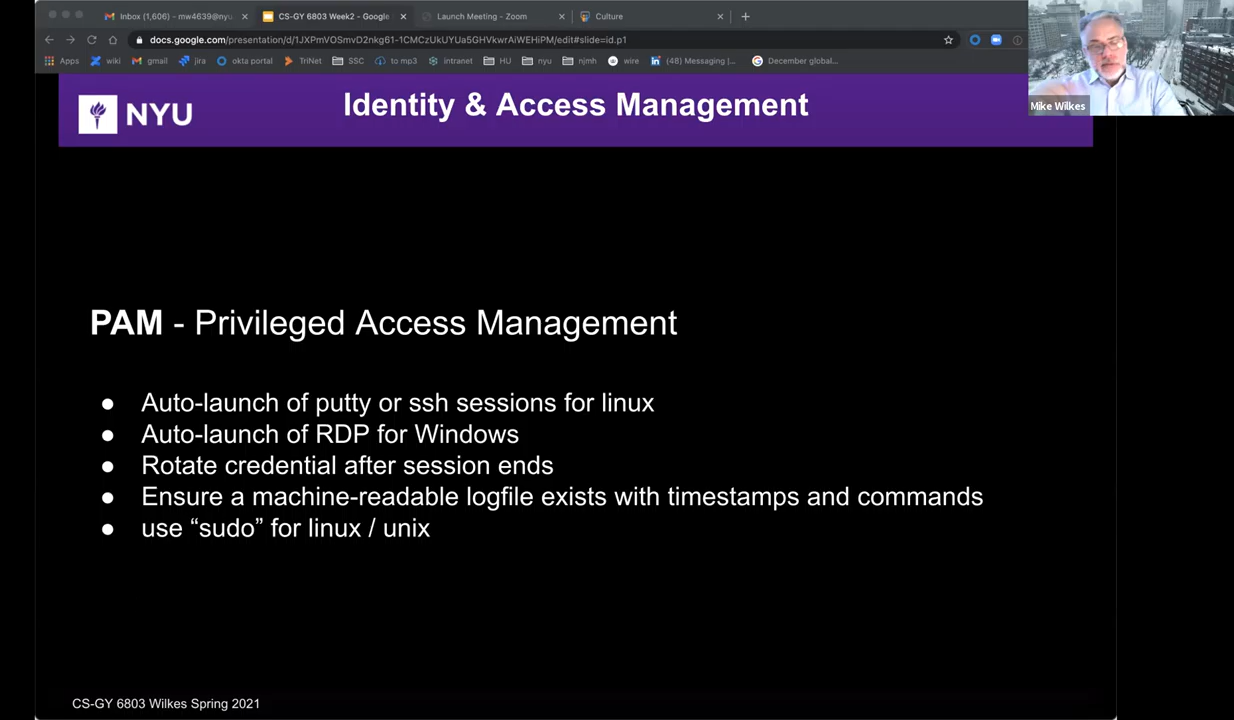 Inbox (1,606) - mw4639@nyu
CS-GY 6803 Week2 - Google
Launch Meeting - Zoom
Culture
docs.google.com/presentation/d/1JXPmVOSmvD2nkg61-1CMCzUkUYUa5GHVkwrAiWEHiPM/edit#slide=id.p1
Apps wiki gmail jira okta portal TriNet SSC to mp3 intranet HU nyu njmh wire (48) Messaging |... December global...
Mike Wilkes
NYU
Identity & Access Management
PAM - Privileged Access Management
● Auto-launch of putty or ssh sessions for linux
● Auto-launch of RDP for Windows
● Rotate credential after session ends
● Ensure a machine-readable logfile exists with timestamps and commands
● use “sudo” for linux / unix
CS-GY 6803 Wilkes Spring 2021